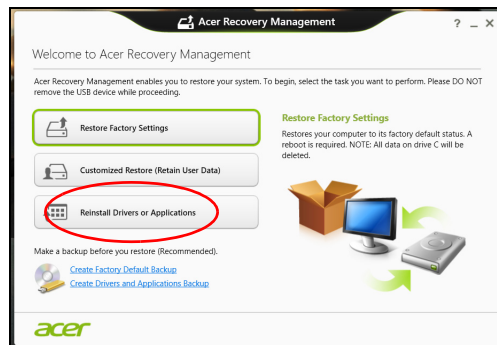 Acer Recovery Management
? _ X
Welcome to Acer Recovery Management
Acer Recovery Management enables you to restore your system. To begin, select the task you want to perform. Please DO NOT
remove the USB device while proceeding.
Restore Factory Settings
Customized Restore (Retain User Data)
Reinstall Drivers or Applications
Restore Factory Settings
Restores your computer to its factory default status. A
reboot is required. NOTE: All data on drive C will be
deleted.
Make a backup before you restore (Recommended).
Create Factory Default Backup
Create Drivers and Applications Backup
acer